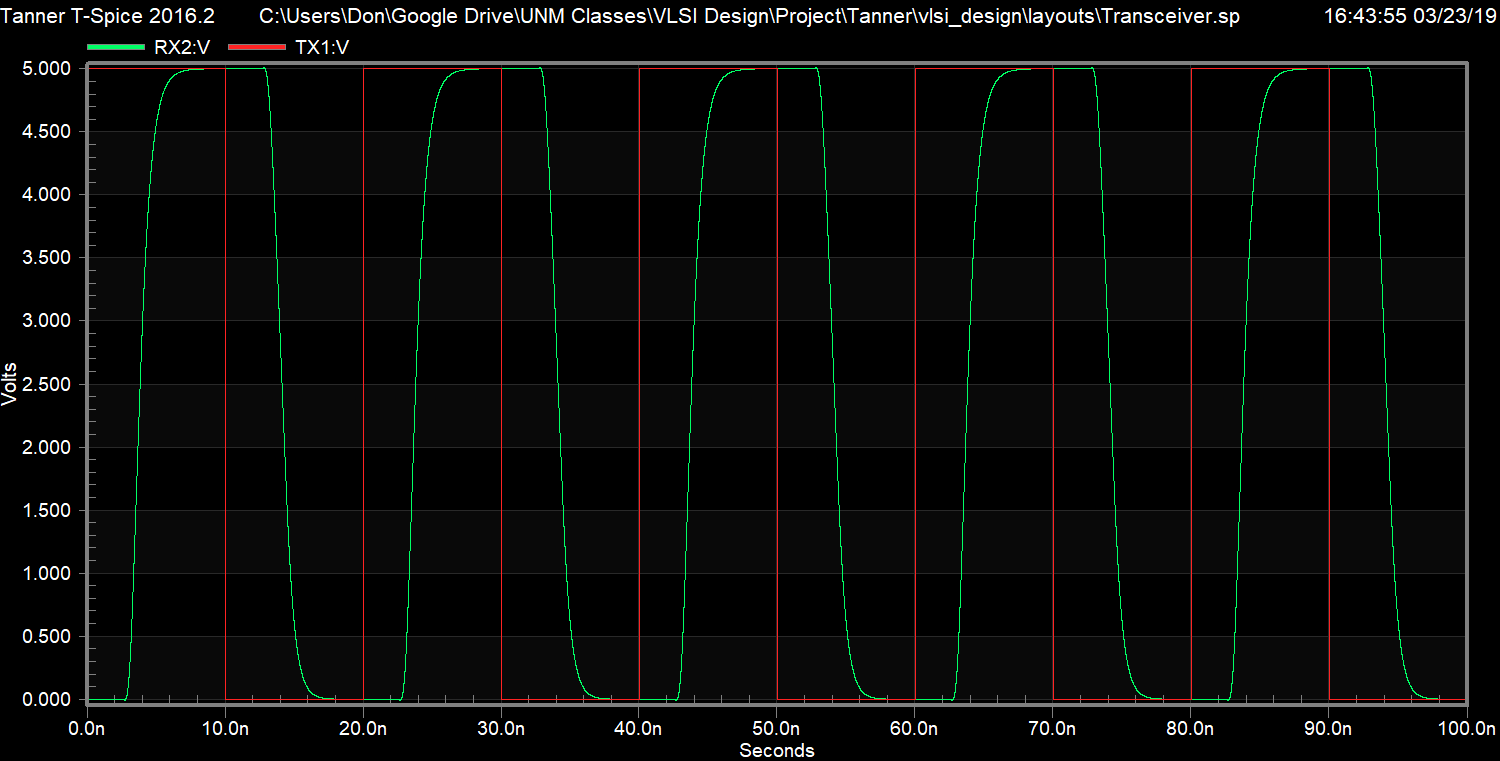 Tanner T-Spice 2016.2 C:\Users\Don\Google Drive\UNM Classes\VLSI Design\Project\Tanner\vlsi_design\layouts\Transceiver.sp 16:43:55 03/23/19
RX2:V TX1:V
5.000
4.500
4.000
3.500
3.000
2.500
2.000
1.500
1.000
0.500
0.000
Volts
0.0n 10.0n 20.0n 30.0n 40.0n 50.0n 60.0n 70.0n 80.0n 90.0n 100.0n
Seconds